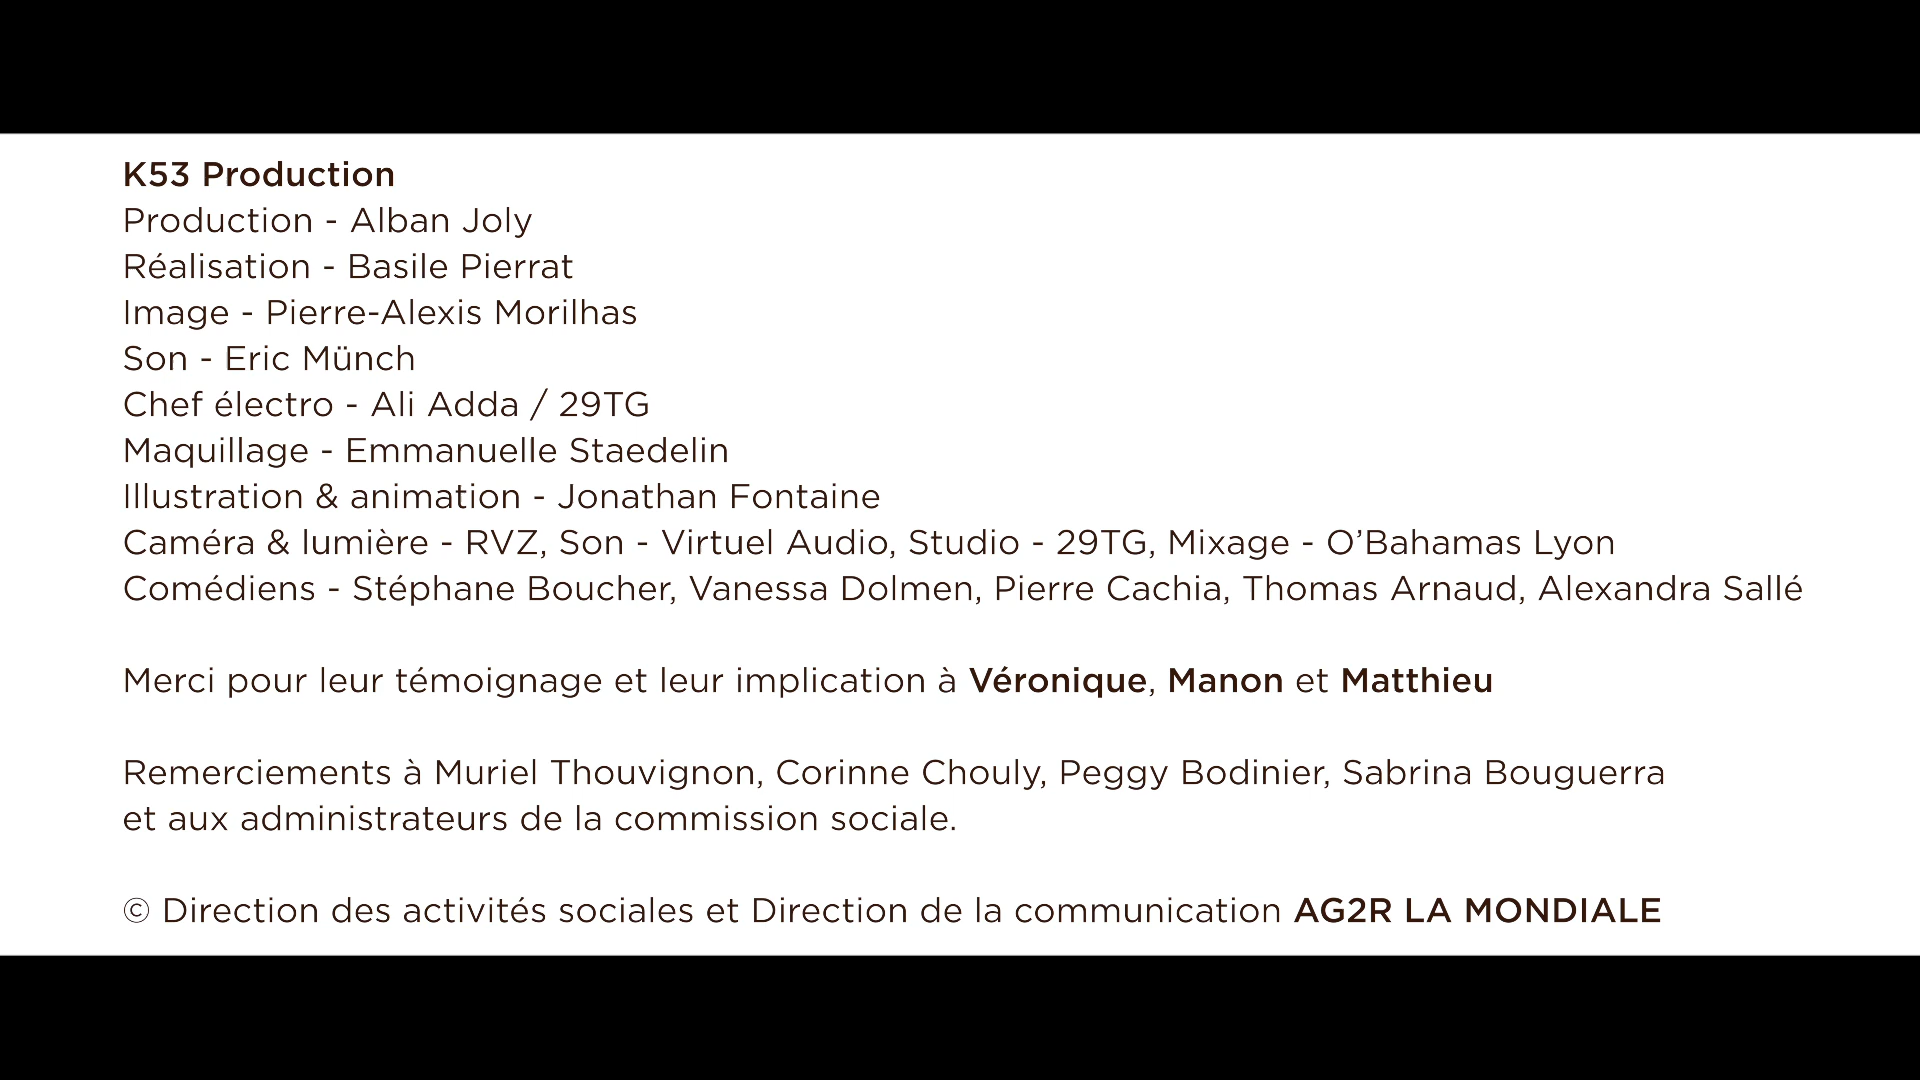 K53 Production
Production - Alban Joly
Réalisation - Basile Pierrat
Image - Pierre-Alexis Morilhas
Son - Eric Münch
Chef électro - Ali Adda / 29TG
Maquillage - Emmanuelle Staedelin
Illustration & animation - Jonathan Fontaine
Caméra & lumière - RVZ, Son - Virtuel Audio, Studio - 29TG, Mixage - O’Bahamas Lyon
Comédiens - Stéphane Boucher, Vanessa Dolmen, Pierre Cachia, Thomas Arnaud, Alexandra Sallé
Merci pour leur témoignage et leur implication à Véronique, Manon et Matthieu
Remerciements à Muriel Thouvignon, Corinne Chouly, Peggy Bodinier, Sabrina Bouguerra
et aux administrateurs de la commission sociale.
© Direction des activités sociales et Direction de la communication AG2R LA MONDIALE